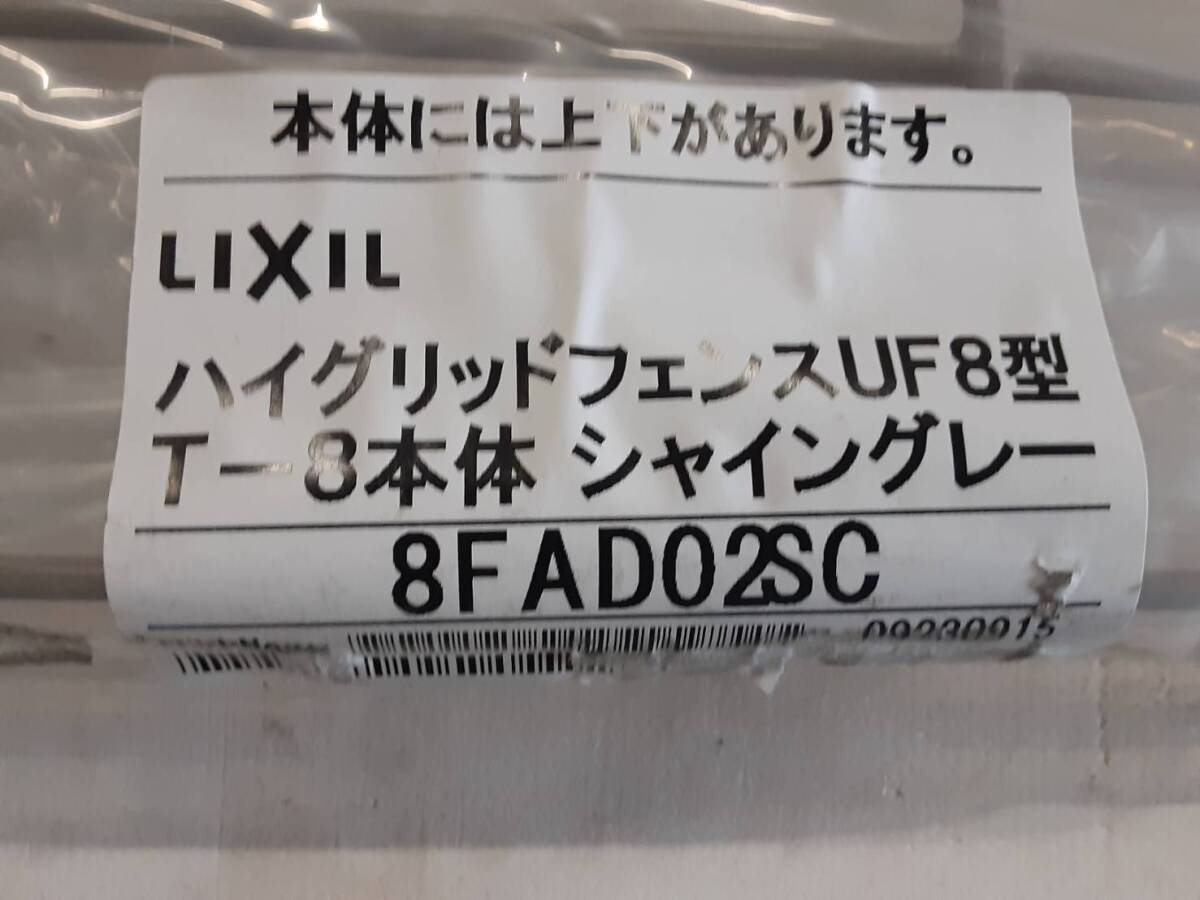 本体には上下があります。
LIXIL
ハイグリッドフェンスUF8型
T－8本体 シャイングレー
8FAD02SC
09230915